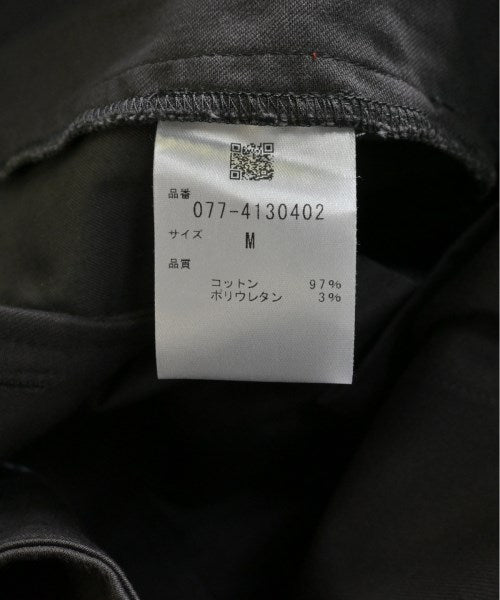 品番
077-4130402
サイズ M
品質
コットン 97%
ポリウレタン 3%